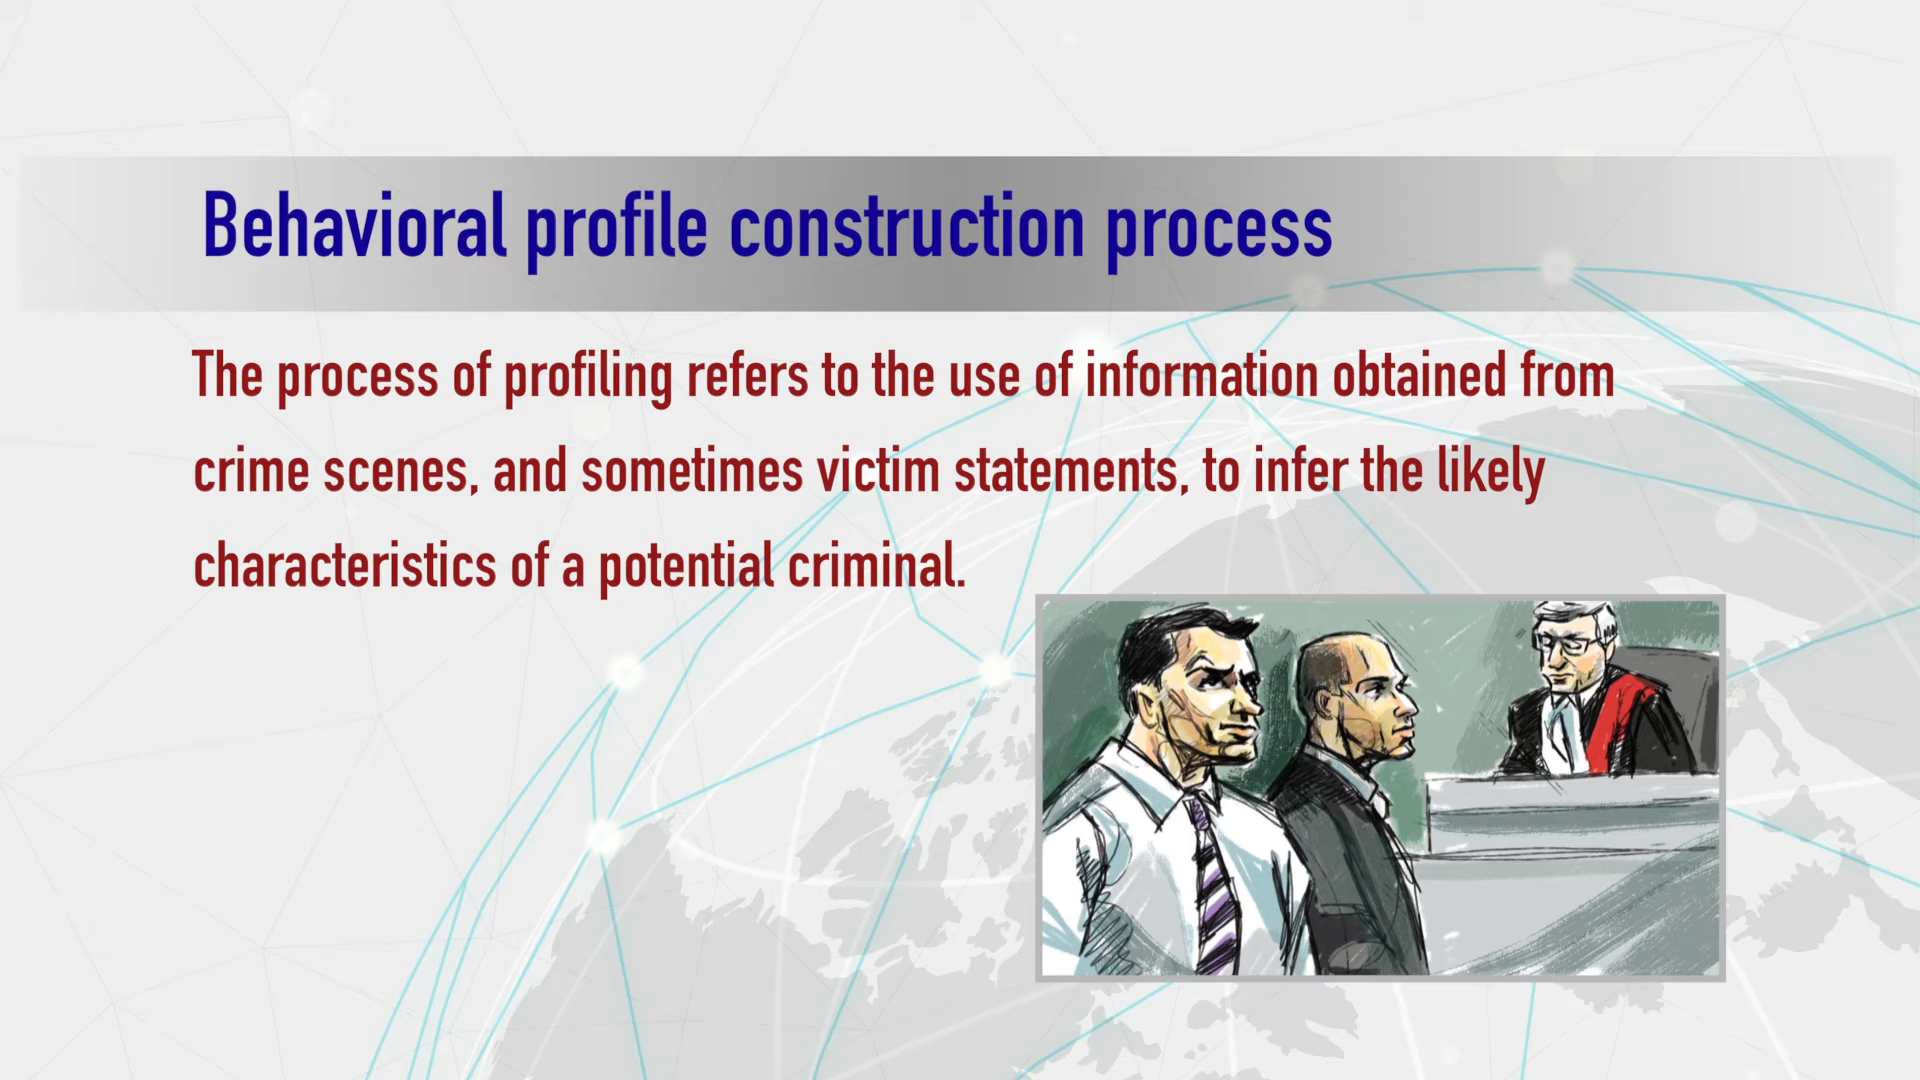 Behavioral profile construction process
The process of profiling refers to the use of information obtained from
crime scenes, and sometimes victim statements, to infer the likely
characteristics of a potential criminal.